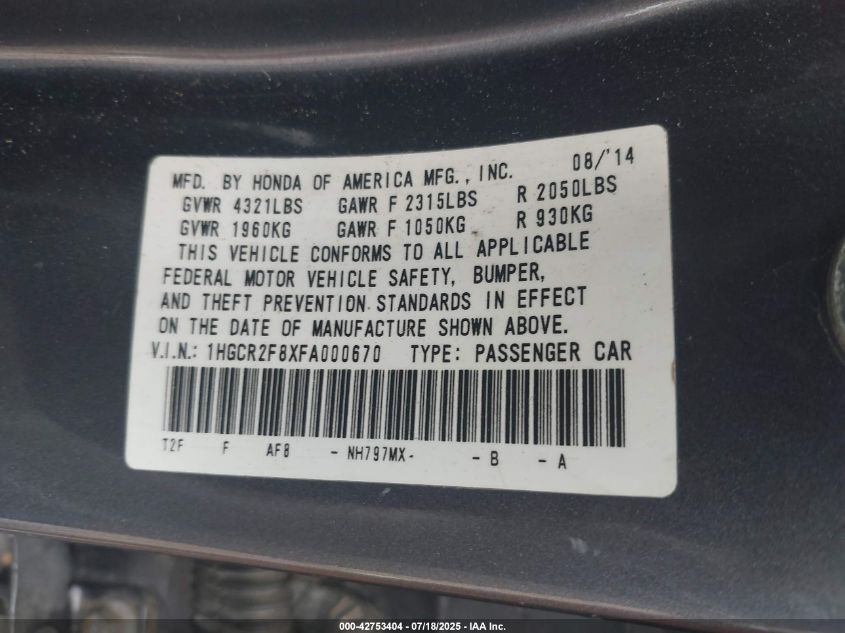 MFD. BY HONDA OF AMERICA MFG., INC. 08/'14
GVWR 4321LBS GAWR F 2315LBS R 2050LBS
GVWR 1960KG GAWR F 1050KG R 930KG
THIS VEHICLE CONFORMS TO ALL APPLICABLE
FEDERAL MOTOR VEHICLE SAFETY, BUMPER,
AND THEFT PREVENTION STANDARDS IN EFFECT
ON THE DATE OF MANUFACTURE SHOWN ABOVE.
V.I.N.: 1HGCR2F8XFA000670 TYPE: PASSENGER CAR
T2F F AF8 - NH797MX- - B - A
000-42753404 - 07/18/2025 - IAA Inc.